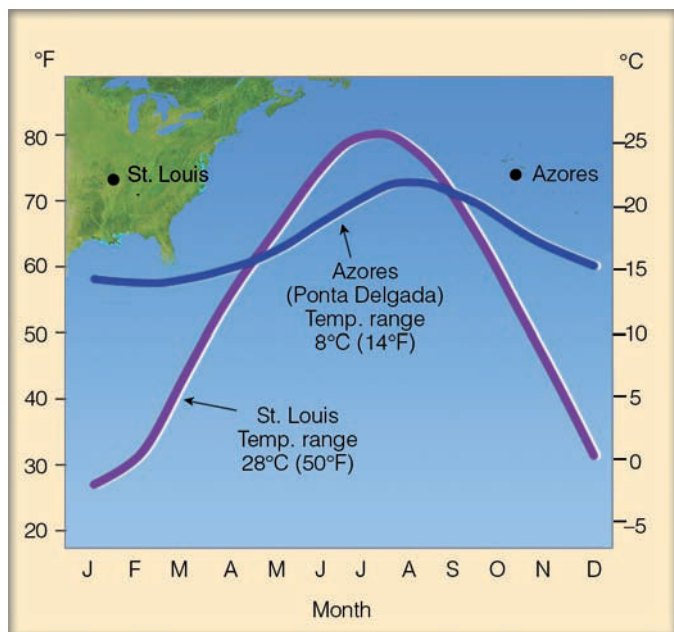 °F
°C
80
70
60
50
40
30
20
25
20
15
10
5
0
–5
St. Louis
Azores
Azores
(Ponta Delgada)
Temp. range
8°C (14°F)
St. Louis
Temp. range
28°C (50°F)
J F M A M J J A S O N D
Month